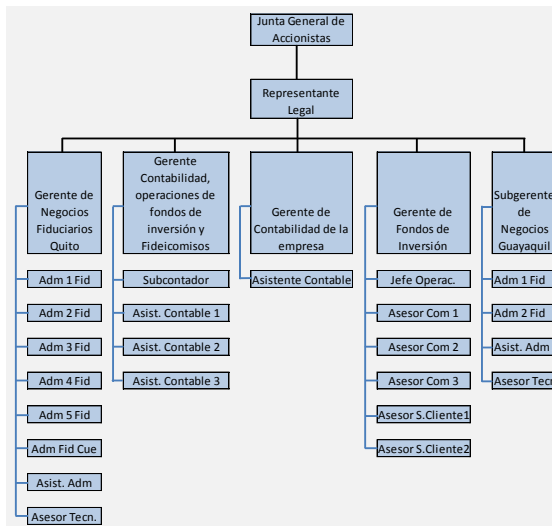 Junta General de
Accionistas
Representante
Legal
Gerente de
Negocios
Fiduciarios
Quito
Gerente
Contabilidad,
operaciones de
fondos de
inversión y
Fideicomisos
Gerente de
Contabilidad de la
empresa
Gerente de
Fondos de
Inversión
Subgerente
de
Negocios
Guayaquil
Adm 1 Fid
Adm 2 Fid
Adm 3 Fid
Adm 4 Fid
Adm 5 Fid
Adm Fid Cue
Asist. Adm
Asesor Tecn.
Subcontador
Asist. Contable 1
Asist. Contable 2
Asist. Contable 3
Asistente Contable
Jefe Operac.
Asesor Com 1
Asesor Com 2
Asesor Com 3
Asesor S.Cliente1
Asesor S.Cliente2
Adm 1 Fid
Adm 2 Fid
Asist. Adm
Asesor Tecn